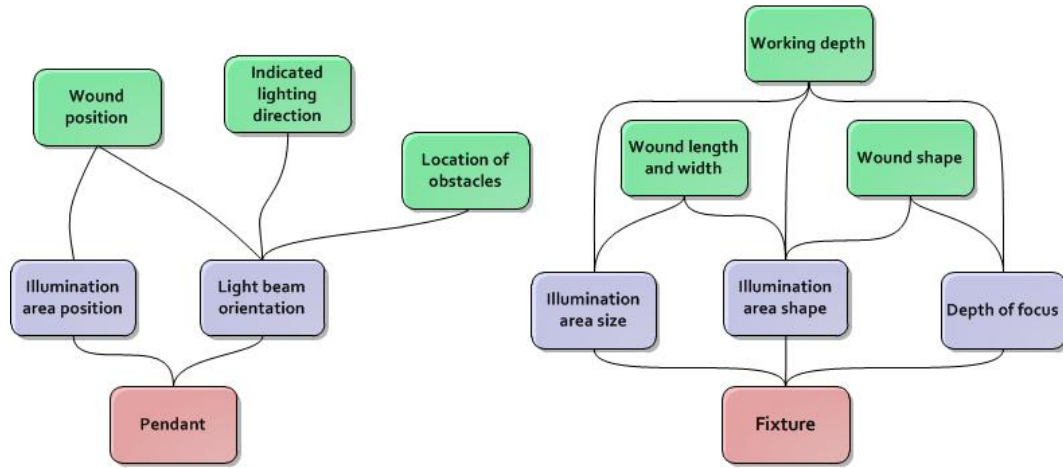 Wound
position
Indicated
lighting
direction
Location of
obstacles
Illumination
area position
Light beam
orientation
Pendant
Working depth
Wound length
and width
Wound shape
Illumination
area size
Illumination
area shape
Depth of focus
Fixture